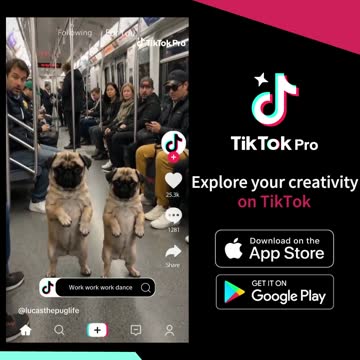 Following
TikTok Pro
25.3k
1281
Share
Work work work dance
@lucasthepuglife
TikTok Pro
Explore your creativity
on TikTok
Download on the
App Store
GET IT ON
Google Play